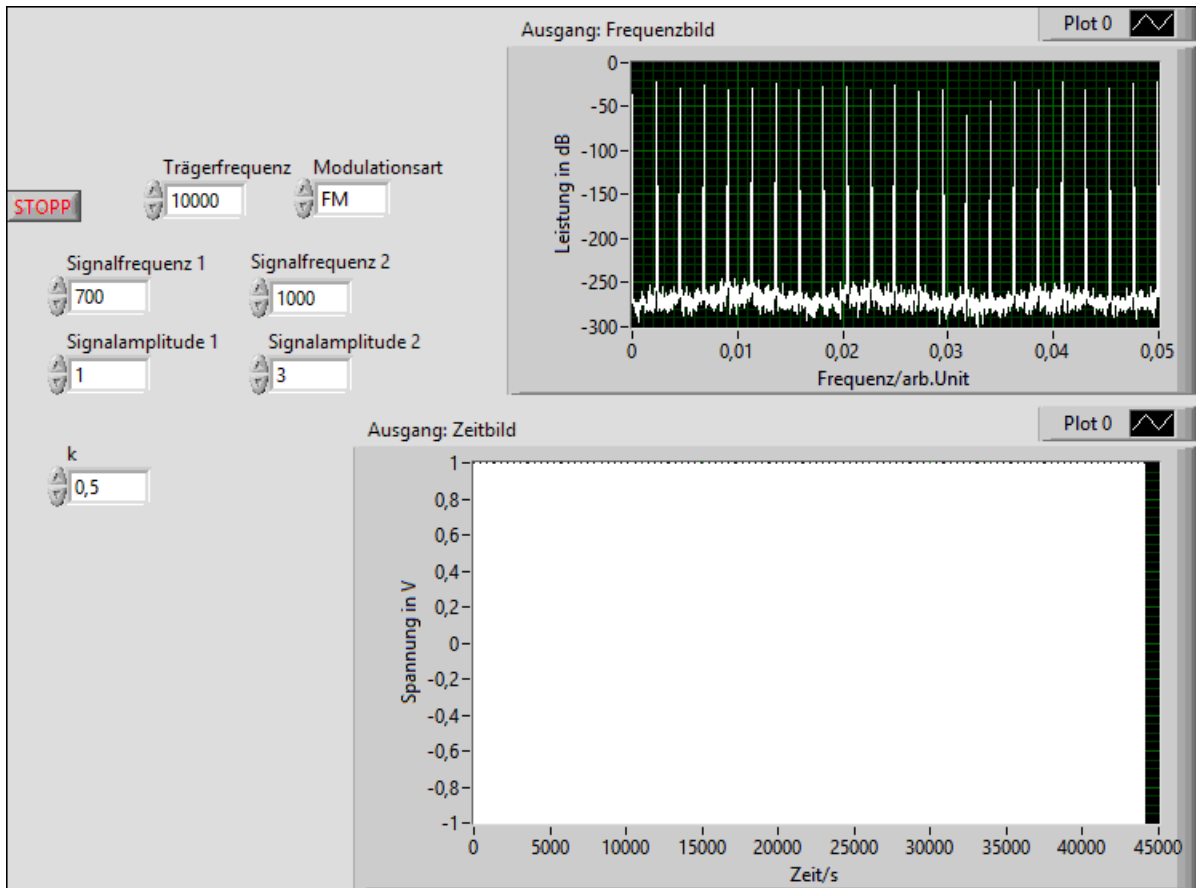 Ausgang: Frequenzbild
Plot 0
0
-50
-100
-150
-200
-250
-300
Leistung in dB
0
0,01
0,02
0,03
0,04
0,05
Frequenz/arb.Unit
Trägerfrequenz
Modulationsart
10000
FM
STOPP
Signalfrequenz 1
Signalfrequenz 2
700
1000
Signalamplitude 1
Signalamplitude 2
1
3
k
0,5
Ausgang: Zeitbild
Plot 0
1
0,8
0,6
0,4
0,2
0
-0,2
-0,4
-0,6
-0,8
-1
Spannung in V
0
5000
10000
15000
20000
25000
30000
35000
40000
45000
Zeit/s